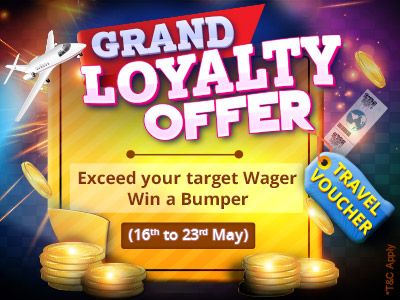 GRAND
LOYALTY
OFFER
Exceed your target Wager
Win a Bumper
(16th to 23rd May)
TRAVEL
VOUCHER
*T&C Apply